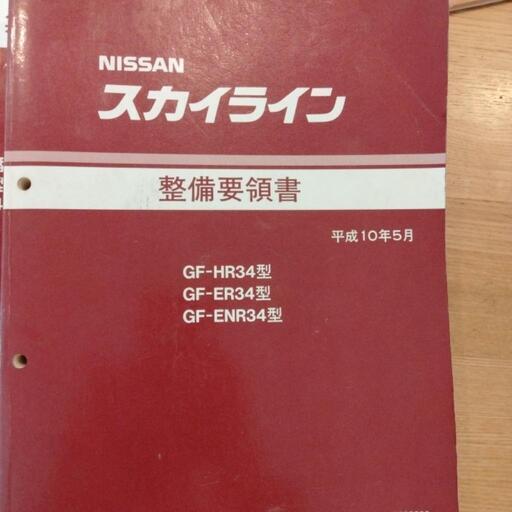 NISSAN
スカイライン
整備要領書
平成10年5月
GF-HR34型
GF-ER34型
GF-ENR34型